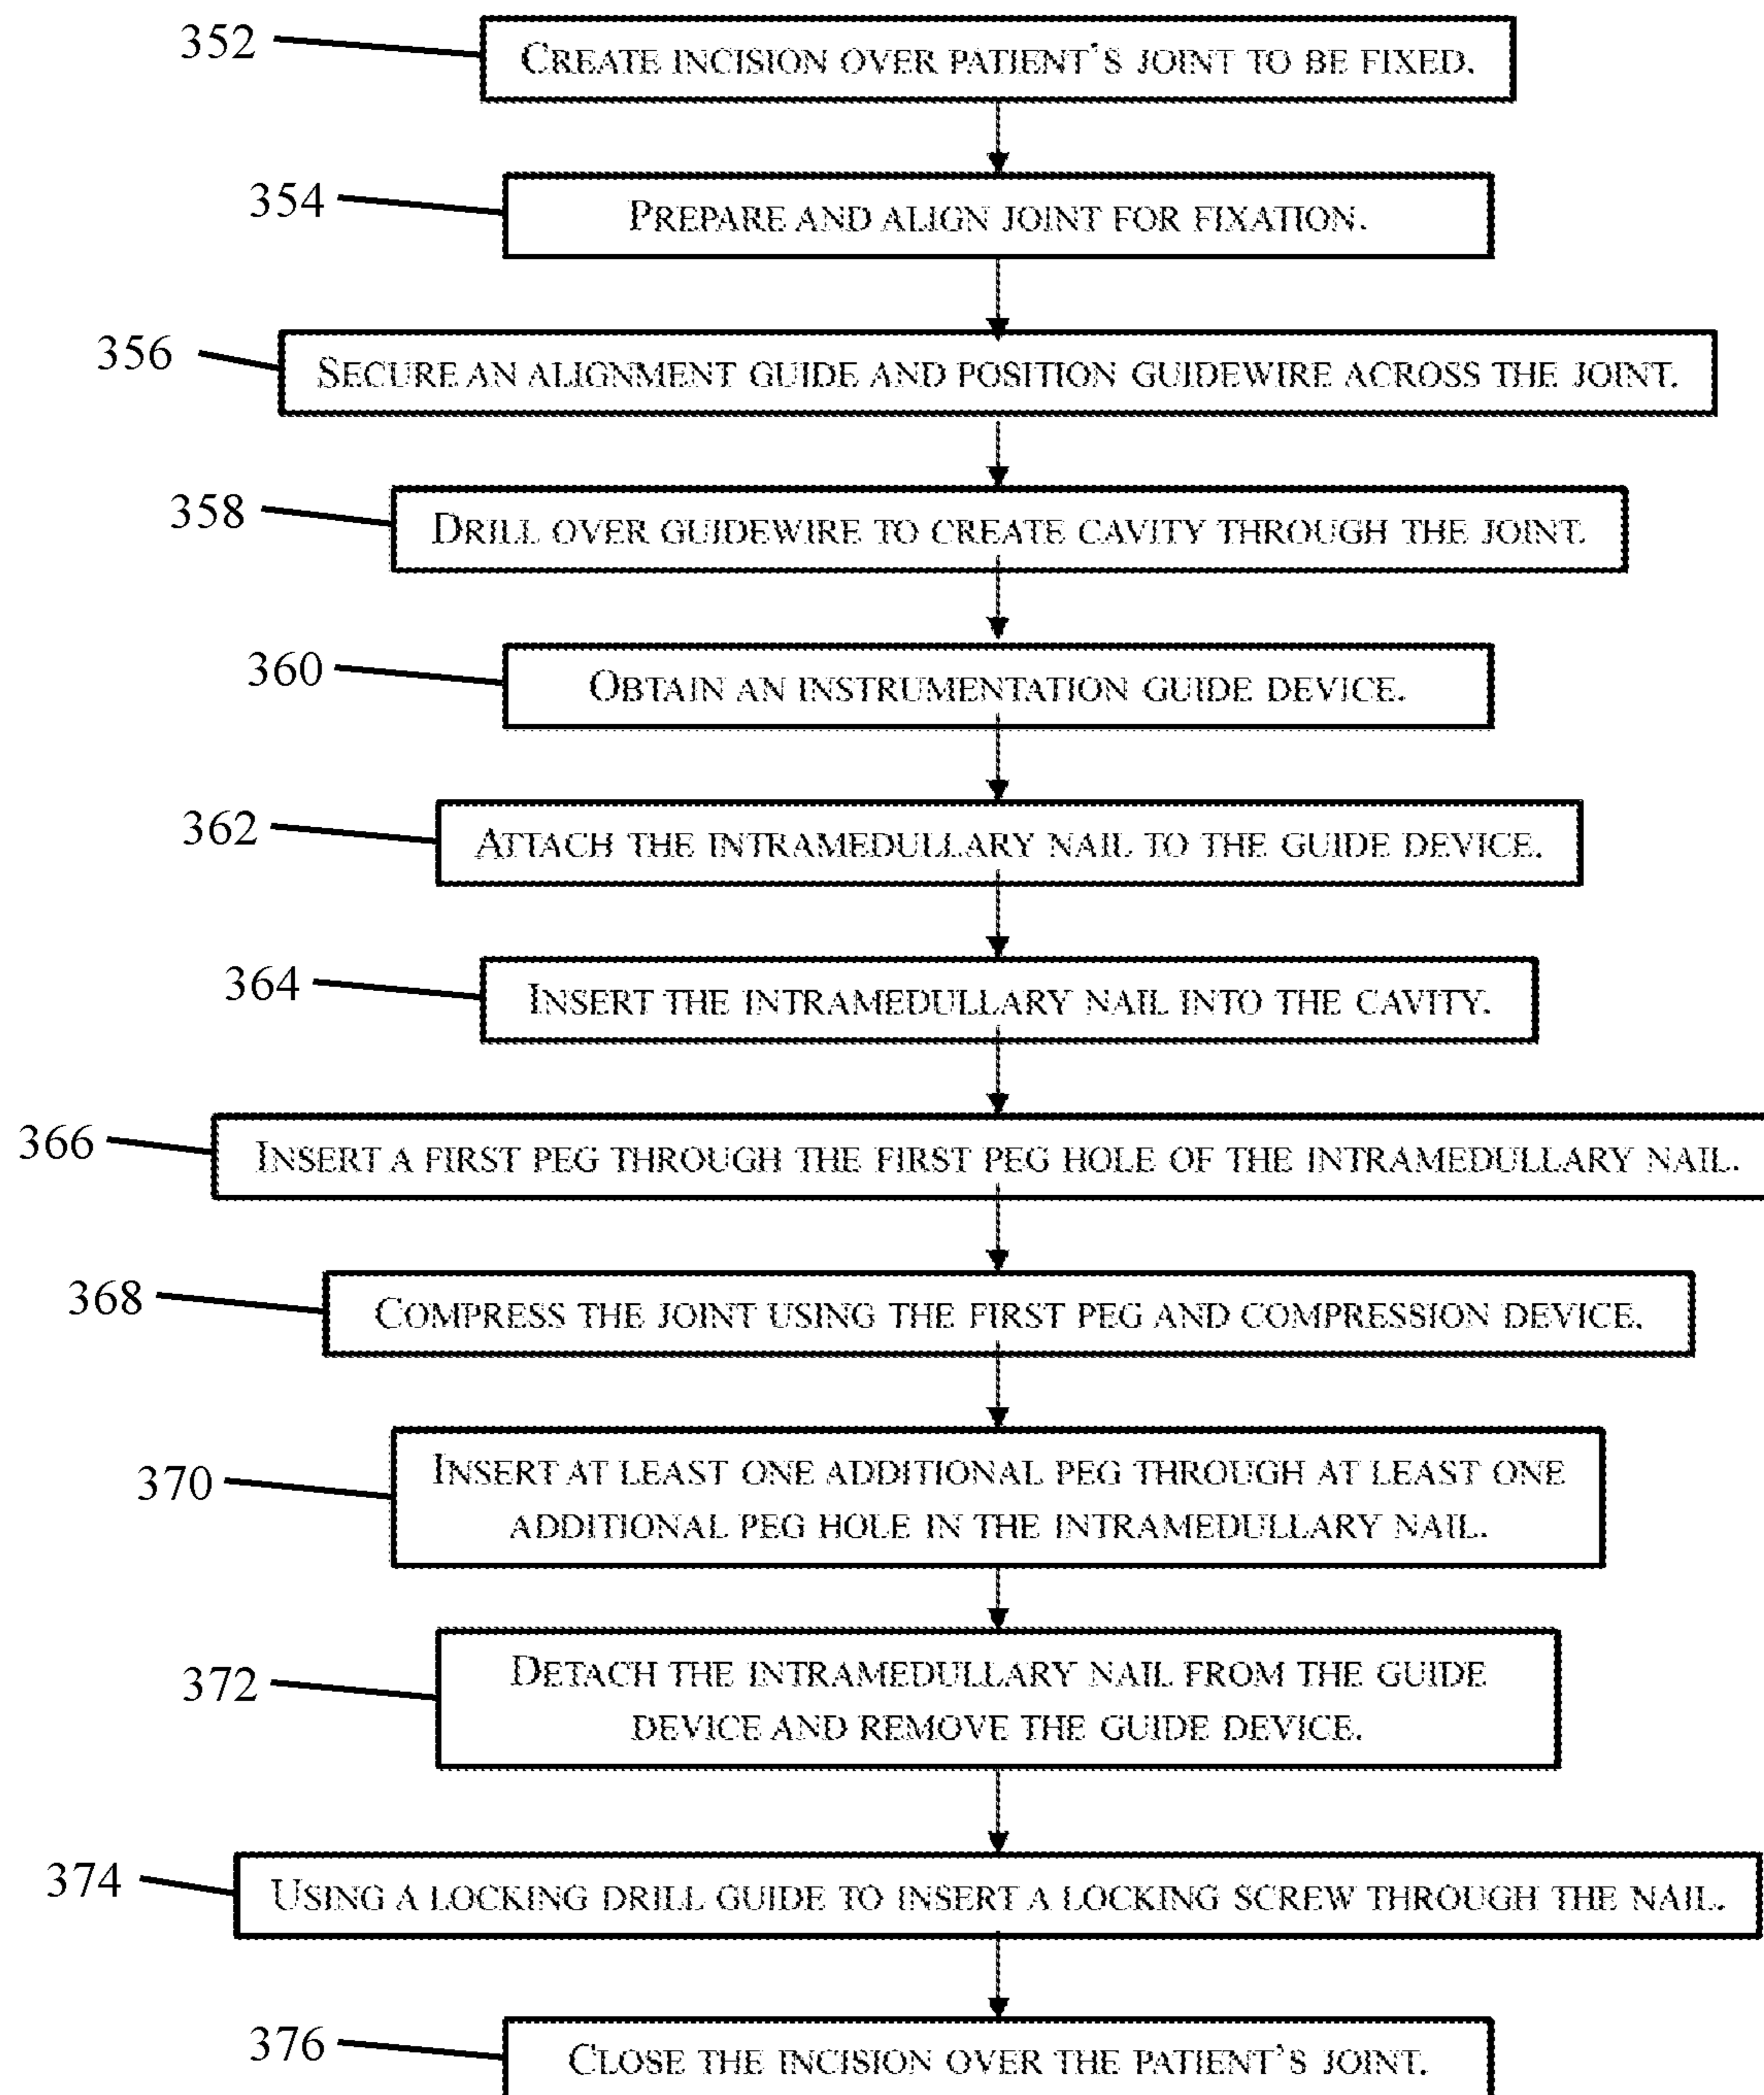 352
CREATE INCISION OVER PATIENT'S JOINT TO BE FIXED.
354
PREPARE AND ALIGN JOINT FOR FIXATION.
356
SECURE AN ALIGNMENT GUIDE AND POSITION GUIDEWIRE ACROSS THE JOINT.
358
DRILL OVER GUIDEWIRE TO CREATE CAVITY THROUGH THE JOINT.
360
OBTAIN AN INSTRUMENTATION GUIDE DEVICE.
362
ATTACH THE INTRAMEDULLARY NAIL TO THE GUIDE DEVICE.
364
INSERT THE INTRAMEDULLARY NAIL INTO THE CAVITY.
366
INSERT A FIRST PEG THROUGH THE FIRST PEG HOLE OF THE INTRAMEDULLARY NAIL.
368
COMPRESS THE JOINT USING THE FIRST PEG AND COMPRESSION DEVICE.
370
INSERT AT LEAST ONE ADDITIONAL PEG THROUGH AT LEAST ONE
ADDITIONAL PEG HOLE IN THE INTRAMEDULLARY NAIL.
372
DETACH THE INTRAMEDULLARY NAIL FROM THE GUIDE
DEVICE AND REMOVE THE GUIDE DEVICE.
374
USING A LOCKING DRILL GUIDE TO INSERT A LOCKING SCREW THROUGH THE NAIL.
376
CLOSE THE INCISION OVER THE PATIENT'S JOINT.